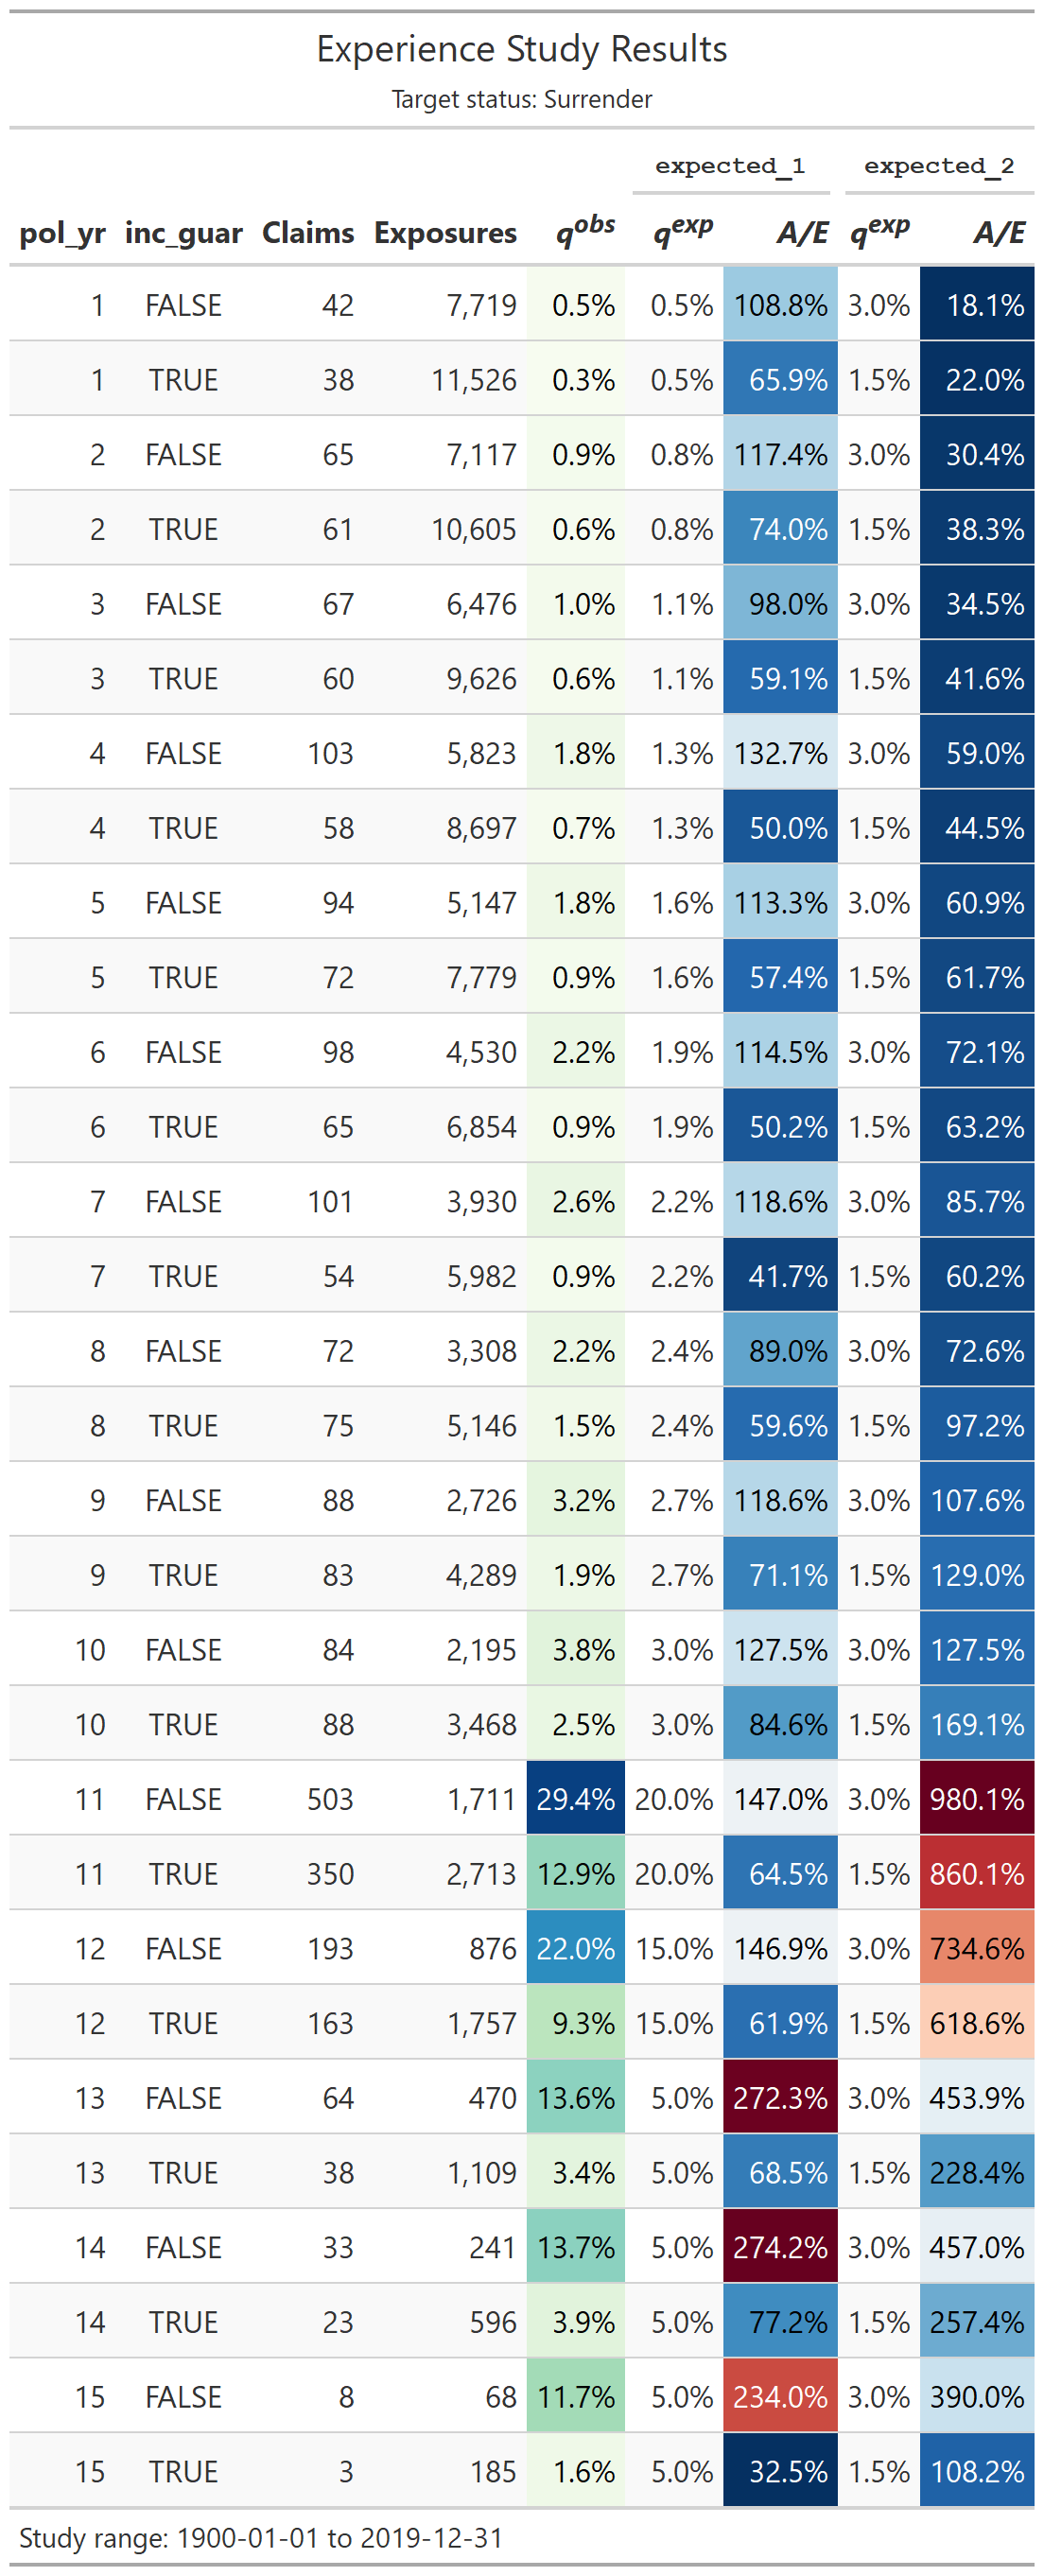 Experience Study Results
Target status: Surrender
expected_1 expected_2
pol_yr inc_guar Claims Exposures qobs qexp A/E qexp A/E
1 FALSE 42 7,719 0.5% 0.5% 108.8% 3.0% 18.1%
1 TRUE 38 11,526 0.3% 0.5% 65.9% 1.5% 22.0%
2 FALSE 65 7,117 0.9% 0.8% 117.4% 3.0% 30.4%
2 TRUE 61 10,605 0.6% 0.8% 74.0% 1.5% 38.3%
3 FALSE 67 6,476 1.0% 1.1% 98.0% 3.0% 34.5%
3 TRUE 60 9,626 0.6% 1.1% 59.1% 1.5% 41.6%
4 FALSE 103 5,823 1.8% 1.3% 132.7% 3.0% 59.0%
4 TRUE 58 8,697 0.7% 1.3% 50.0% 1.5% 44.5%
5 FALSE 94 5,147 1.8% 1.6% 113.3% 3.0% 60.9%
5 TRUE 72 7,779 0.9% 1.6% 57.4% 1.5% 61.7%
6 FALSE 98 4,530 2.2% 1.9% 114.5% 3.0% 72.1%
6 TRUE 65 6,854 0.9% 1.9% 50.2% 1.5% 63.2%
7 FALSE 101 3,930 2.6% 2.2% 118.6% 3.0% 85.7%
7 TRUE 54 5,982 0.9% 2.2% 41.7% 1.5% 60.2%
8 FALSE 72 3,308 2.2% 2.4% 89.0% 3.0% 72.6%
8 TRUE 75 5,146 1.5% 2.4% 59.6% 1.5% 97.2%
9 FALSE 88 2,726 3.2% 2.7% 118.6% 3.0% 107.6%
9 TRUE 83 4,289 1.9% 2.7% 71.1% 1.5% 129.0%
10 FALSE 84 2,195 3.8% 3.0% 127.5% 3.0% 127.5%
10 TRUE 88 3,468 2.5% 3.0% 84.6% 1.5% 169.1%
11 FALSE 503 1,711 29.4% 20.0% 147.0% 3.0% 980.1%
11 TRUE 350 2,713 12.9% 20.0% 64.5% 1.5% 860.1%
12 FALSE 193 876 22.0% 15.0% 146.9% 3.0% 734.6%
12 TRUE 163 1,757 9.3% 15.0% 61.9% 1.5% 618.6%
13 FALSE 64 470 13.6% 5.0% 272.3% 3.0% 453.9%
13 TRUE 38 1,109 3.4% 5.0% 68.5% 1.5% 228.4%
14 FALSE 33 241 13.7% 5.0% 274.2% 3.0% 457.0%
14 TRUE 23 596 3.9% 5.0% 77.2% 1.5% 257.4%
15 FALSE 8 68 11.7% 5.0% 234.0% 3.0% 390.0%
15 TRUE 3 185 1.6% 5.0% 32.5% 1.5% 108.2%
Study range: 1900-01-01 to 2019-12-31